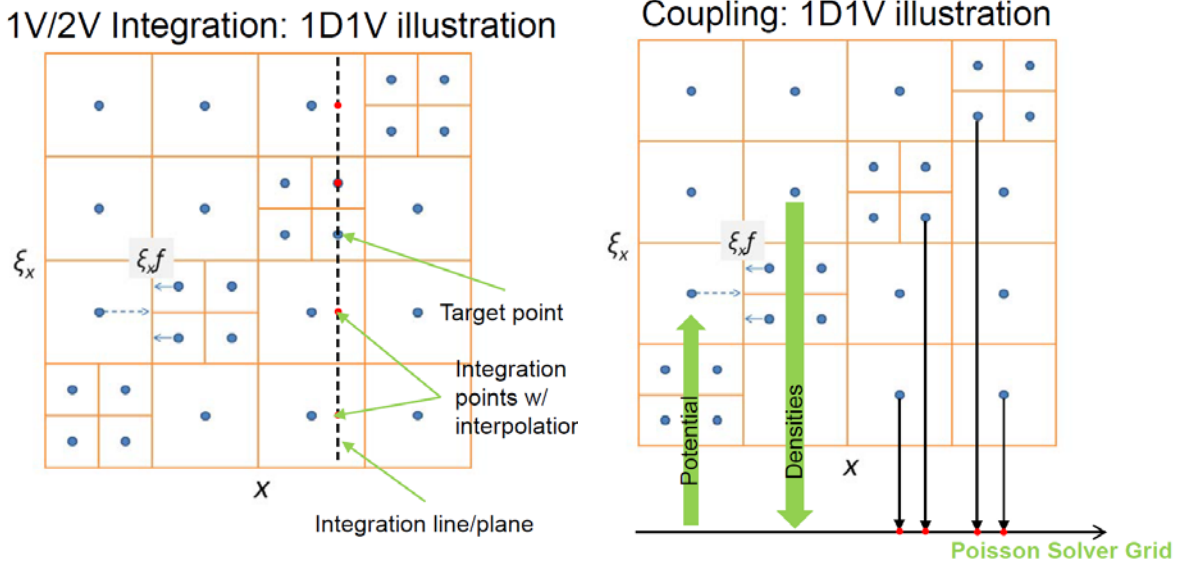 1V/2V Integration: 1D1V illustration
ξₓ
ξₓf
Target point
Integration
points w/
interpolation
x
Integration line/plane
Coupling: 1D1V illustration
ξₓ
ξₓf
Potential
Densities
x
Poisson Solver Grid